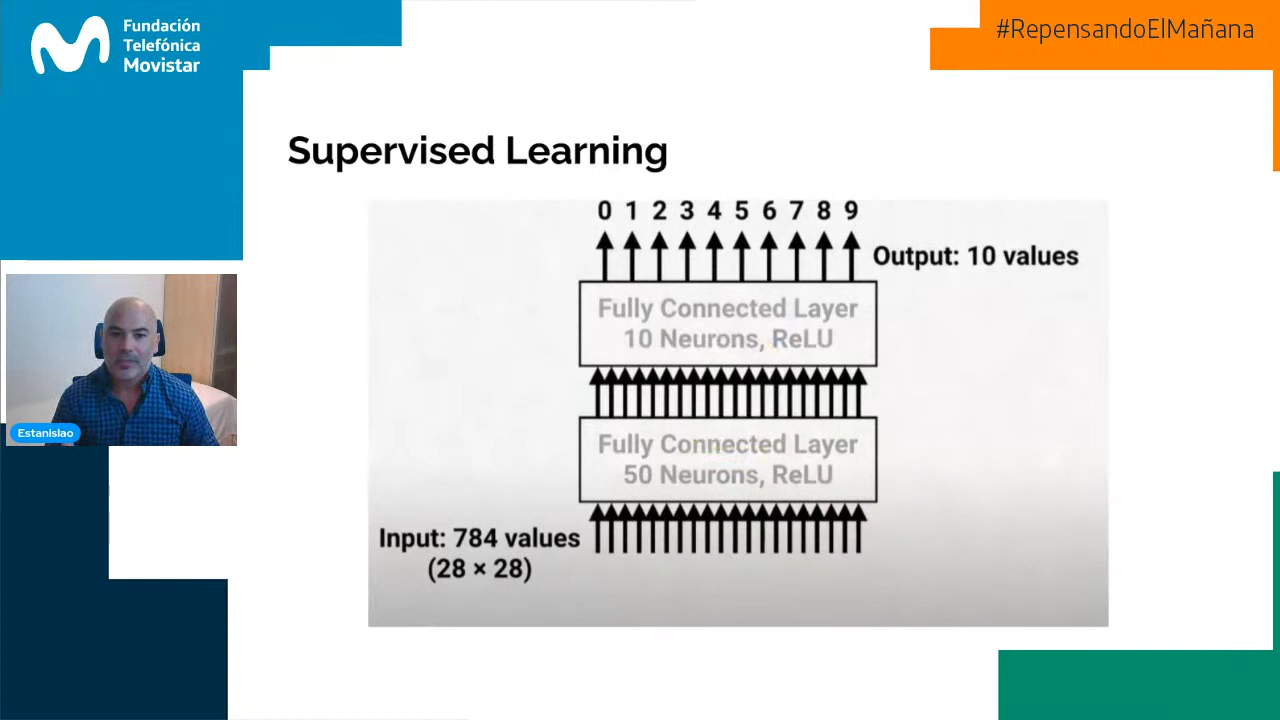 Fundación
Telefónica
Movistar
#RepensandoElMañana
Supervised Learning
0 1 2 3 4 5 6 7 8 9
Output: 10 values
Fully Connected Layer
10 Neurons, ReLU
Fully Connected Layer
50 Neurons, ReLU
Input: 784 values
(28 × 28)
Estanislao